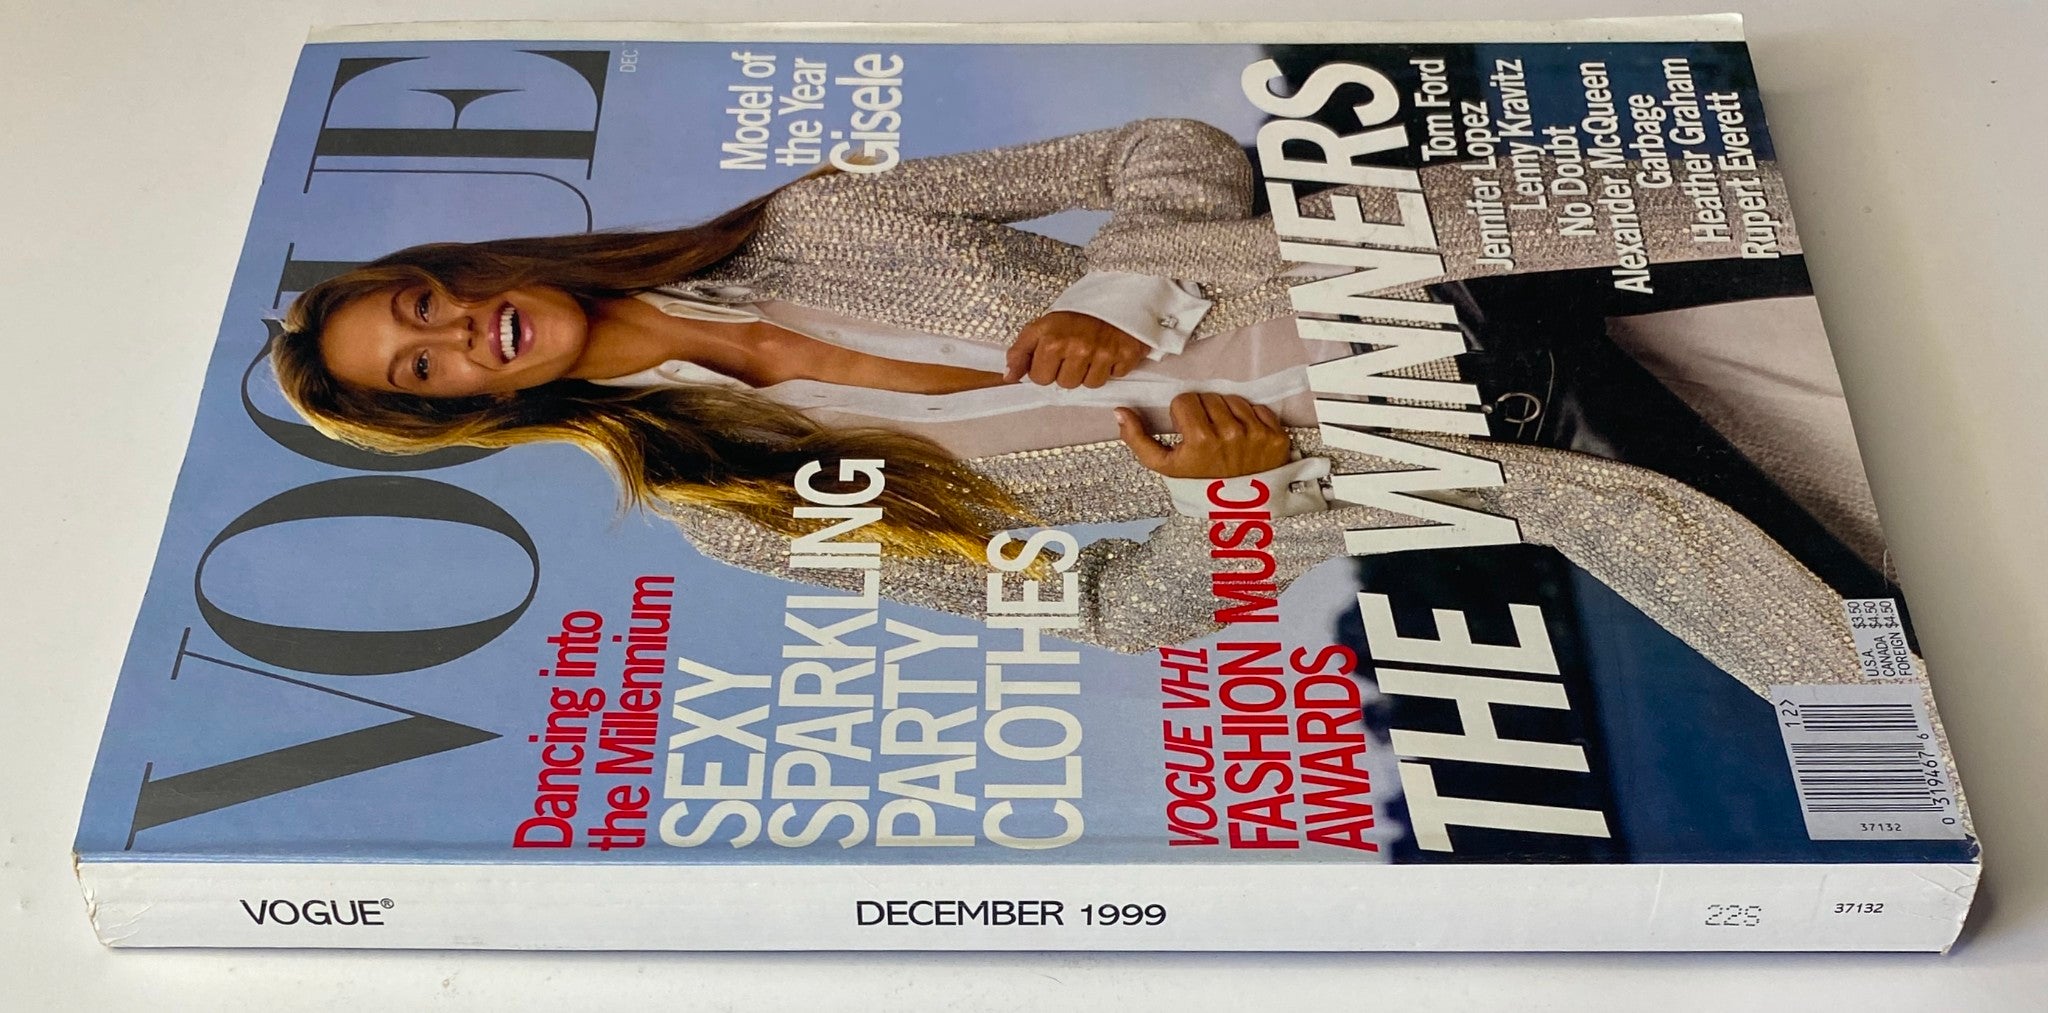 VOGUE
DEC
Model of
the Year
Gisele
Dancing into
the Millennium
SEXY
SPARKLING
PARTY
CLOTHES
VOGUE VH1
FASHION MUSIC
AWARDS
THE WINNERS
Tom Ford
Jennifer Lopez
Lenny Kravitz
No Doubt
Alexander McQueen
Garbage
Heather Graham
Rupert Everett
U.S.A. $3.50
CANADA $4.50
FOREIGN $4.50
12>
0 319467 6
37132
VOGUE®
DECEMBER 1999
37132